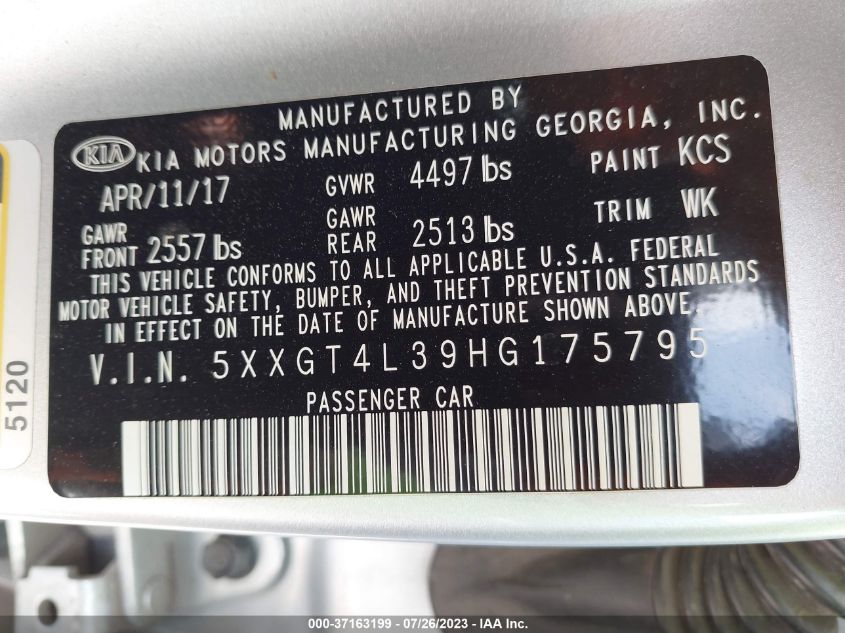 MANUFACTURED BY
KIA KIA MOTORS MANUFACTURING GEORGIA, INC.
APR/11/17 GVWR 4497 lbs PAINT KCS
GAWR FRONT 2557 lbs GAWR REAR 2513 lbs TRIM WK
THIS VEHICLE CONFORMS TO ALL APPLICABLE U.S.A. FEDERAL
MOTOR VEHICLE SAFETY, BUMPER, AND THEFT PREVENTION STANDARDS
IN EFFECT ON THE DATE OF MANUFACTURE SHOWN ABOVE.
V.I.N. 5XXGT4L39HG175795
PASSENGER CAR
5120
000-37163199 - 07/26/2023 - IAA Inc.